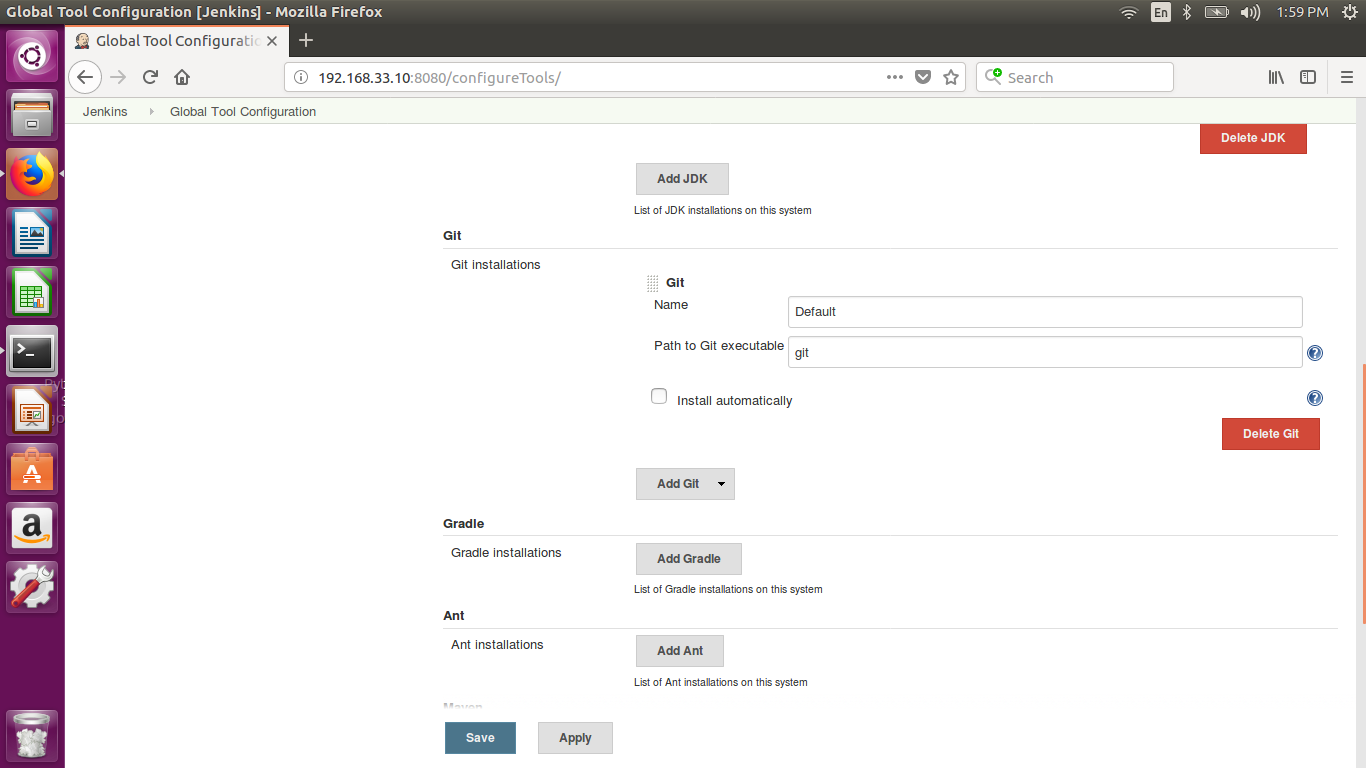 Global Tool Configuration [Jenkins] - Mozilla Firefox
En
1:59 PM
Global Tool Configuratio
192.168.33.10:8080/configureTools/
Search
Jenkins
Global Tool Configuration
Delete JDK
Add JDK
List of JDK installations on this system
Git
Git installations
Git
Name
Default
Path to Git executable
git
Install automatically
Delete Git
Add Git
Gradle
Gradle installations
Add Gradle
List of Gradle installations on this system
Ant
Ant installations
Add Ant
List of Ant installations on this system
Maven
Save
Apply